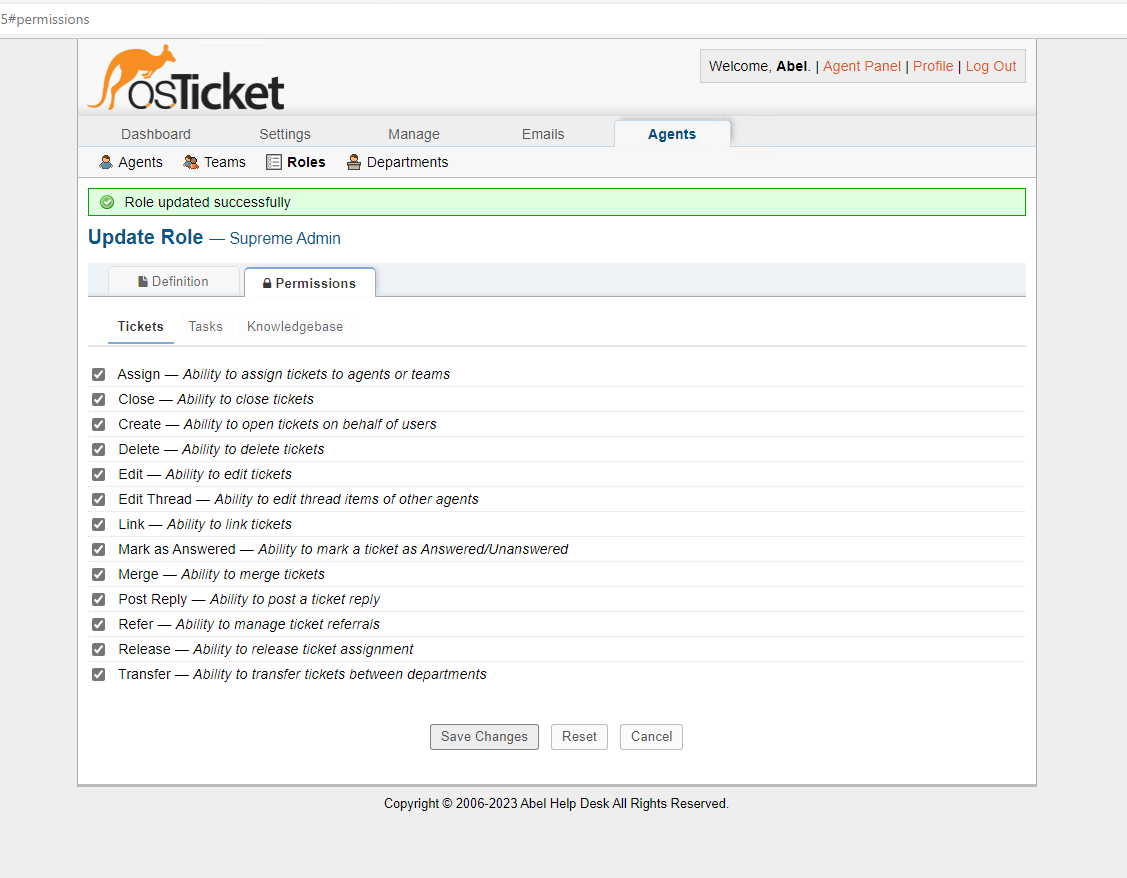 5#permissions
osTicket
Welcome, Abel. | Agent Panel | Profile | Log Out
Dashboard Settings Manage Emails Agents
Agents Teams Roles Departments
Role updated successfully
Update Role — Supreme Admin
Definition Permissions
Tickets Tasks Knowledgebase
Assign — Ability to assign tickets to agents or teams
Close — Ability to close tickets
Create — Ability to open tickets on behalf of users
Delete — Ability to delete tickets
Edit — Ability to edit tickets
Edit Thread — Ability to edit thread items of other agents
Link — Ability to link tickets
Mark as Answered — Ability to mark a ticket as Answered/Unanswered
Merge — Ability to merge tickets
Post Reply — Ability to post a ticket reply
Refer — Ability to manage ticket referrals
Release — Ability to release ticket assignment
Transfer — Ability to transfer tickets between departments
Save Changes Reset Cancel
Copyright © 2006-2023 Abel Help Desk All Rights Reserved.